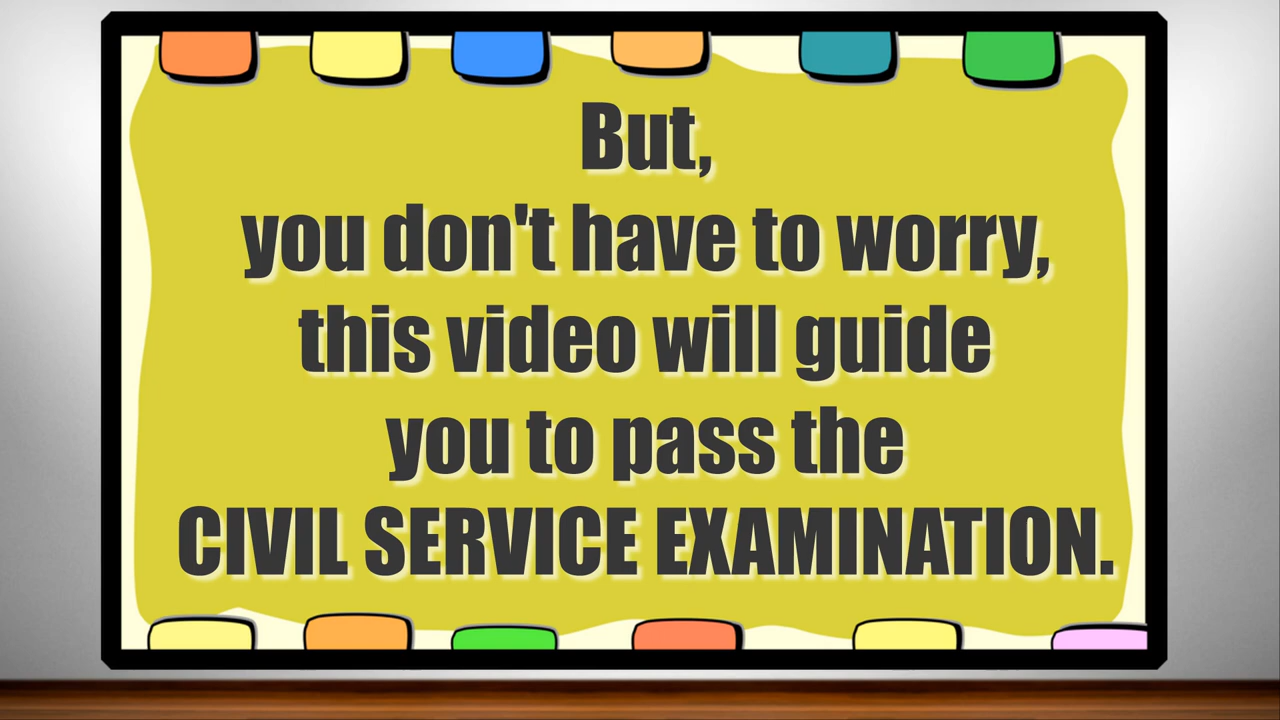 But,
you don't have to worry,
this video will guide
you to pass the
CIVIL SERVICE EXAMINATION.